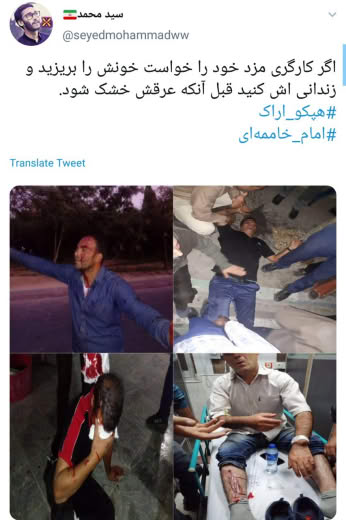 سید محمد🇮🇷
@seyedmohammadww
اگر کارگری مزد خود را خواست خونش را بریزید و
زندانی اش کنید قبل آنکه عرقش خشک شود.
#هپکو_اراک
#امام_خاممه‌ای
Translate Tweet